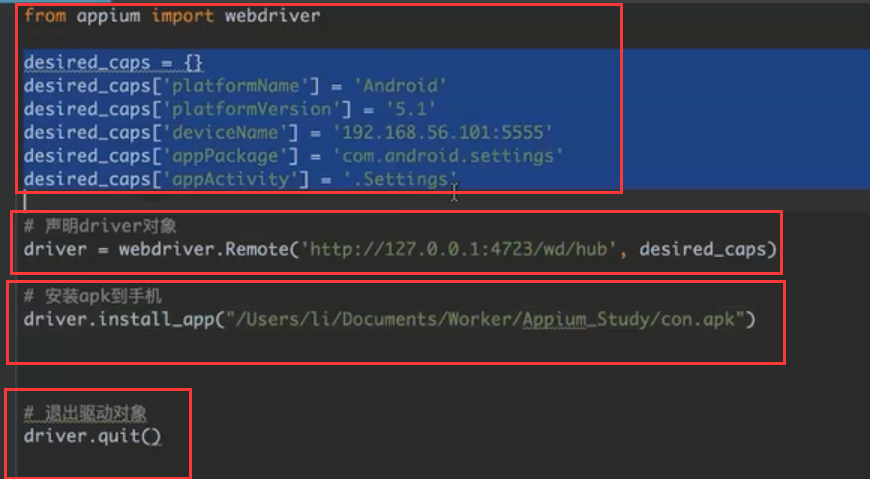 from appium import webdriver
desired_caps = {}
desired_caps['platformName'] = 'Android'
desired_caps['platformVersion'] = '5.1'
desired_caps['deviceName'] = '192.168.56.101:5555'
desired_caps['appPackage'] = 'com.android.settings'
desired_caps['appActivity'] = '.Settings'
# 声明driver对象
driver = webdriver.Remote('http://127.0.0.1:4723/wd/hub', desired_caps)
# 安装apk到手机
driver.install_app("/Users/li/Documents/Worker/Appium_Study/con.apk")
# 退出驱动对象
driver.quit()